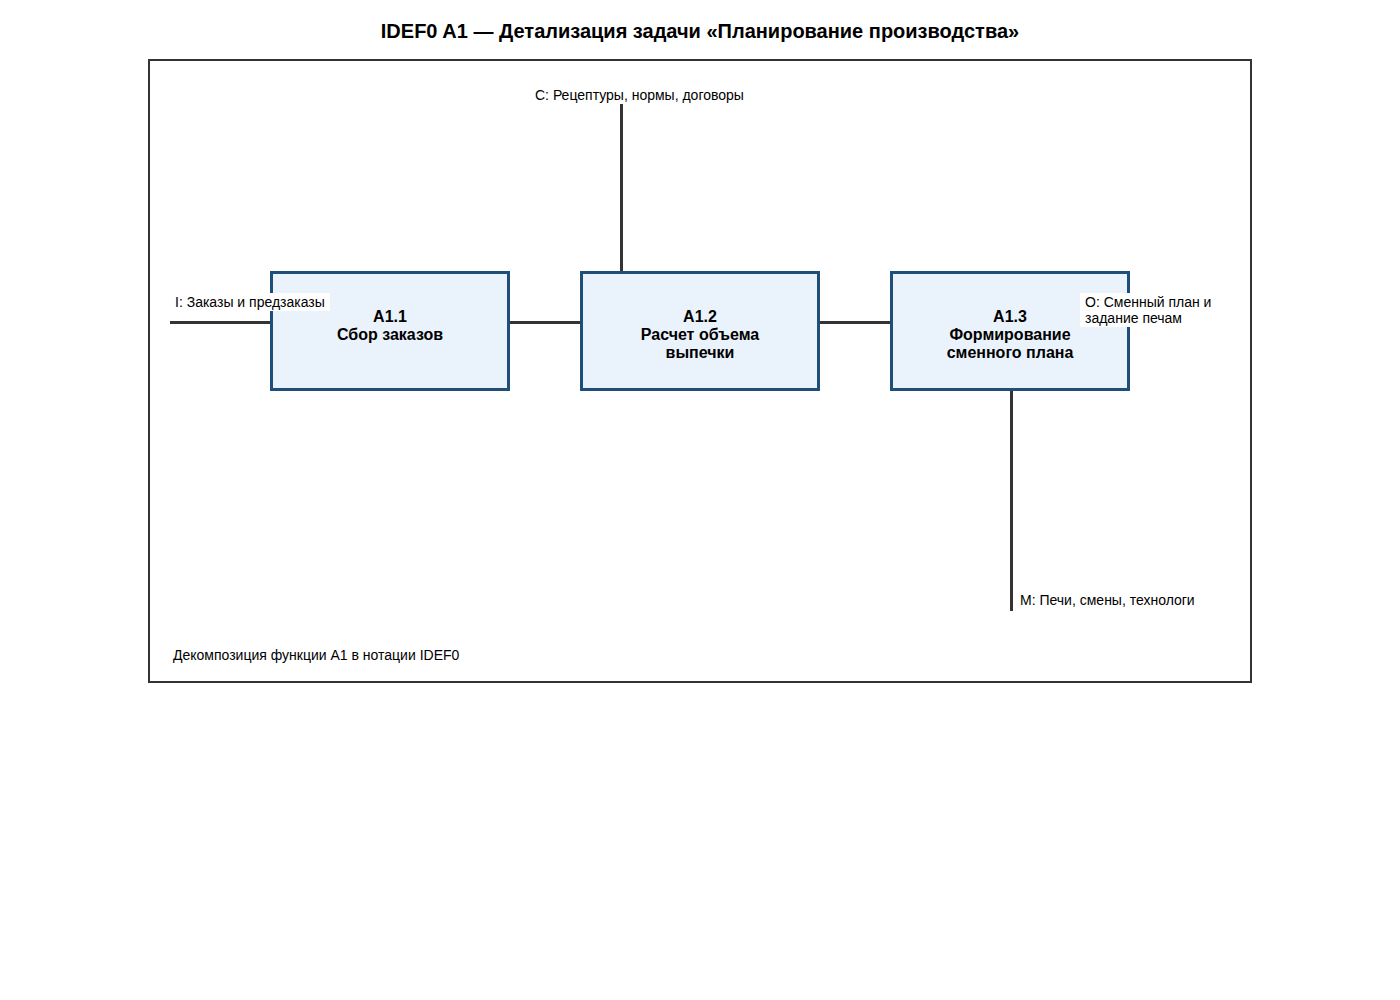 IDEF0 A1 — Детализация задачи «Планирование производства»
C: Рецептуры, нормы, договоры
I: Заказы и предзаказы
A1.1
Сбор заказов
A1.2
Расчет объема
выпечки
A1.3
Формирование
сменного плана
O: Сменный план и
задание печам
M: Печи, смены, технологи
Декомпозиция функции A1 в нотации IDEF0